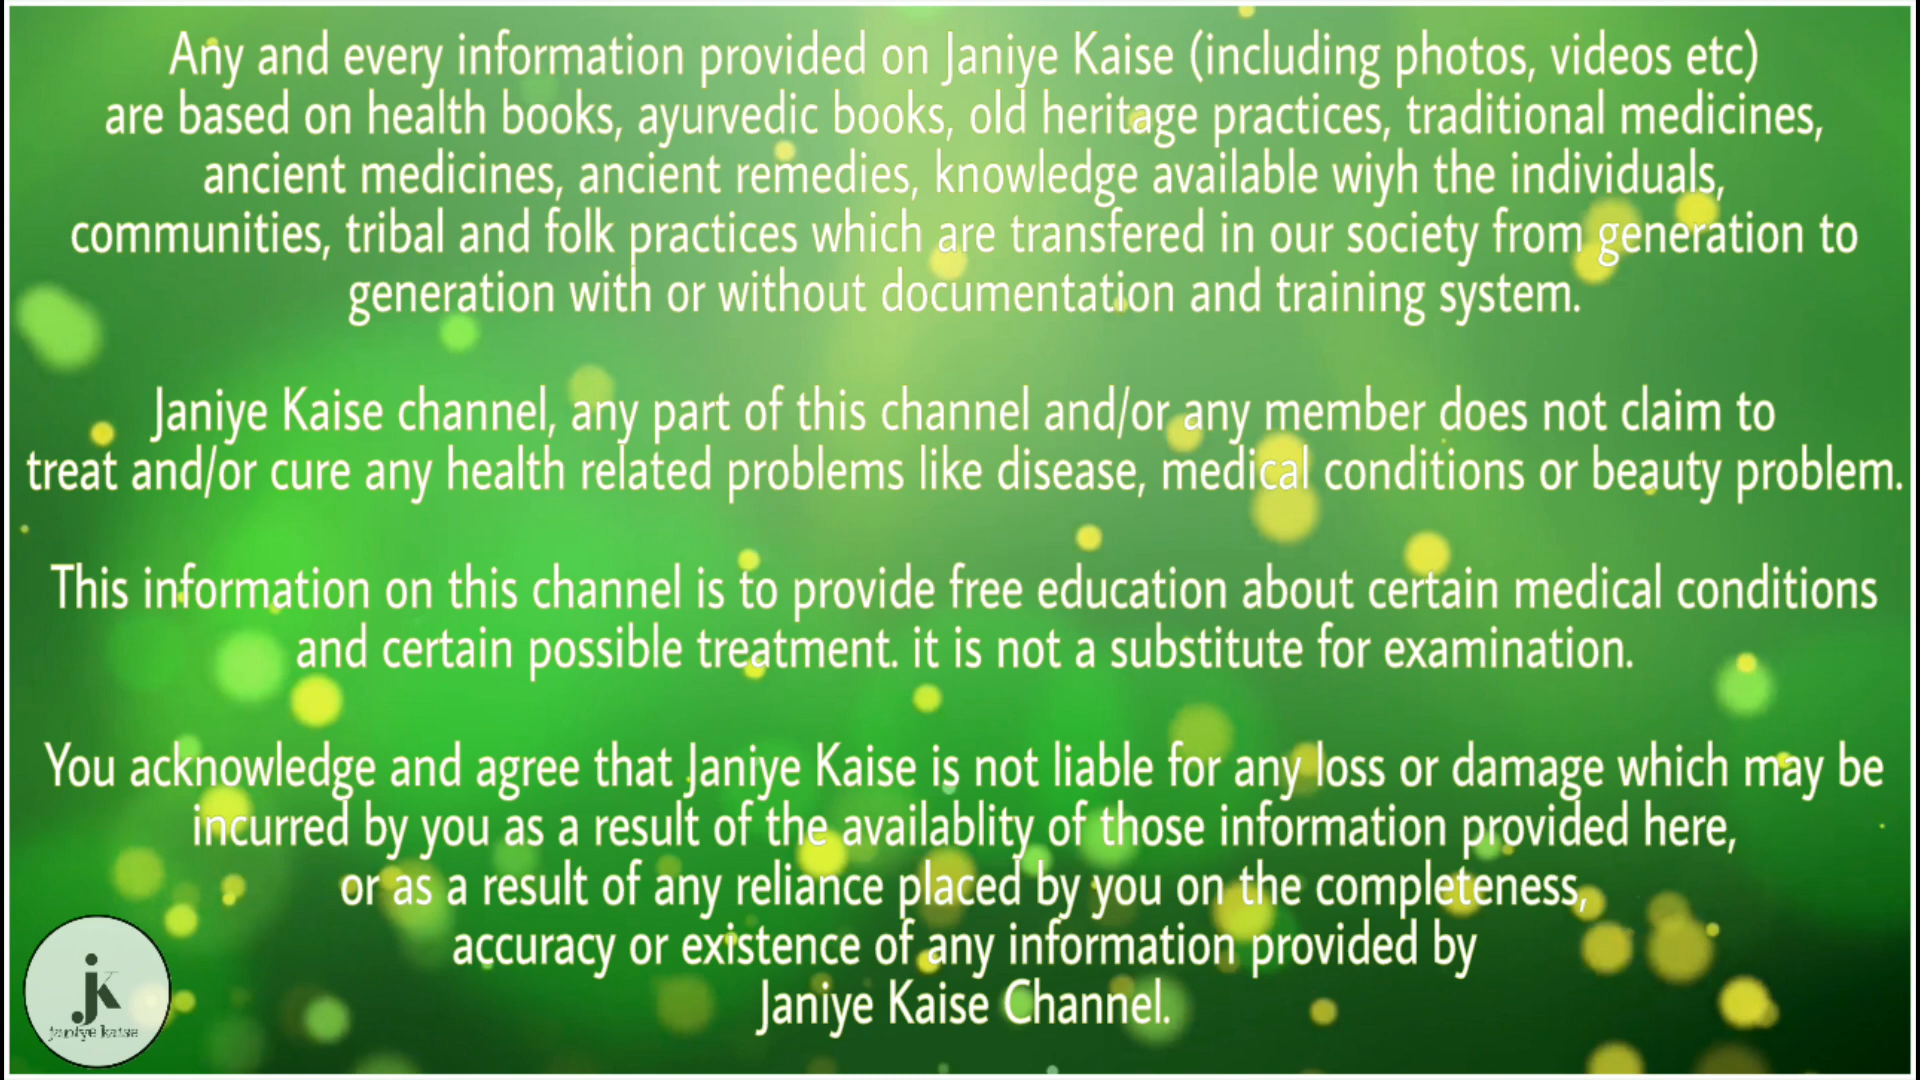 Any and every information provided on Janiye Kaise (including photos, videos etc)
are based on health books, ayurvedic books, old heritage practices, traditional medicines,
ancient medicines, ancient remedies, knowledge available wiyh the individuals,
communities, tribal and folk practices which are transfered in our society from generation to
generation with or without documentation and training system.
Janiye Kaise channel, any part of this channel and/or any member does not claim to
treat and/or cure any health related problems like disease, medical conditions or beauty problem.
This information on this channel is to provide free education about certain medical conditions
and certain possible treatment. it is not a substitute for examination.
You acknowledge and agree that Janiye Kaise is not liable for any loss or damage which may be
incurred by you as a result of the availablity of those information provided here,
or as a result of any reliance placed by you on the completeness,
accuracy or existence of any information provided by
Janiye Kaise Channel.
jk
janiye kaise